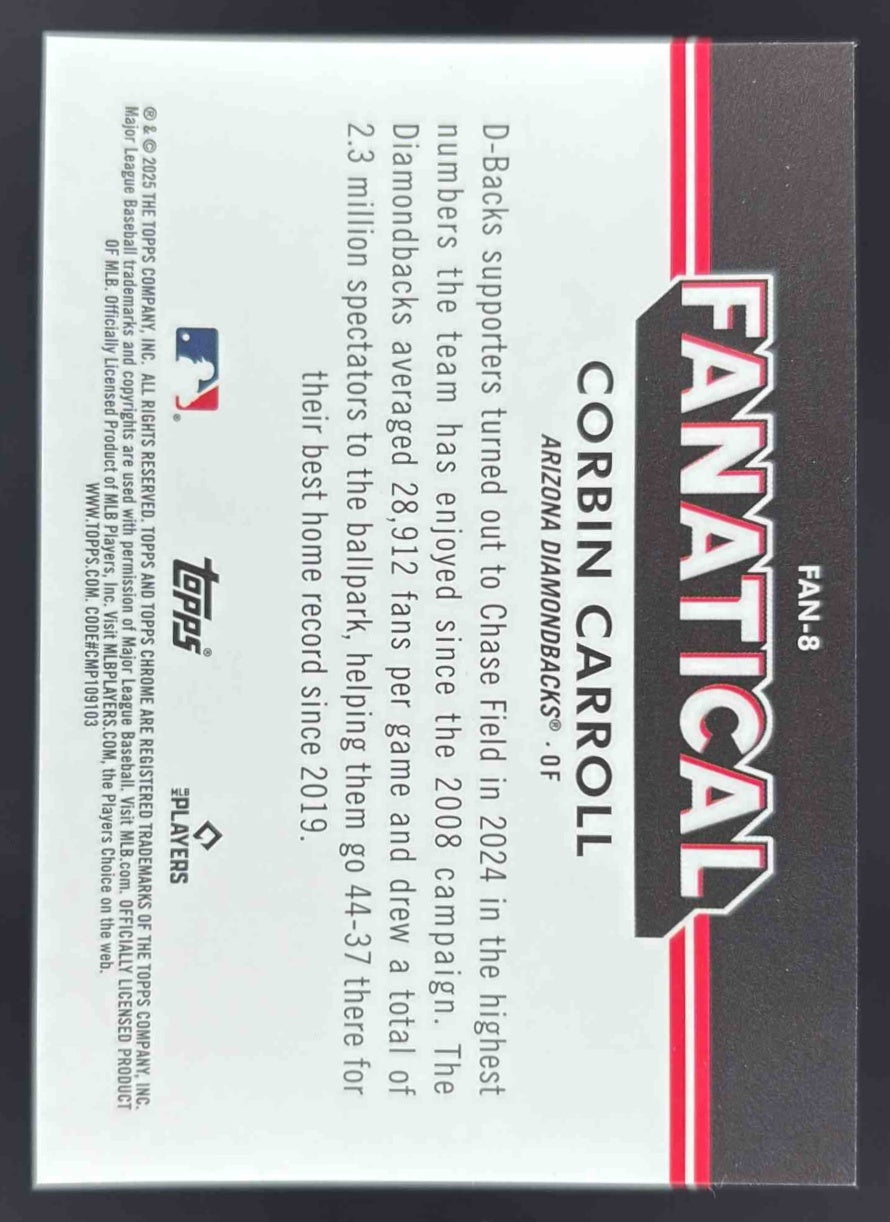 FAN-8
FANATICAL
CORBIN CARROLL
ARIZONA DIAMONDBACKS® • OF
D-Backs supporters turned out to Chase Field in 2024 in the highest
numbers the team has enjoyed since the 2008 campaign. The
Diamondbacks averaged 28,912 fans per game and drew a total of
2.3 million spectators to the ballpark, helping them go 44-37 there for
their best home record since 2019.
®
topps®
MLB PLAYERS
® & © 2025 THE TOPPS COMPANY, INC. ALL RIGHTS RESERVED. TOPPS AND TOPPS CHROME ARE REGISTERED TRADEMARKS OF THE TOPPS COMPANY, INC.
Major League Baseball trademarks and copyrights are used with permission of Major League Baseball. Visit MLB.com. OFFICIALLY LICENSED PRODUCT
OF MLB. Officially Licensed Product of MLB Players, Inc. Visit MLBPLAYERS.COM, the Players Choice on the web.
WWW.TOPPS.COM. CODE#CMP109103